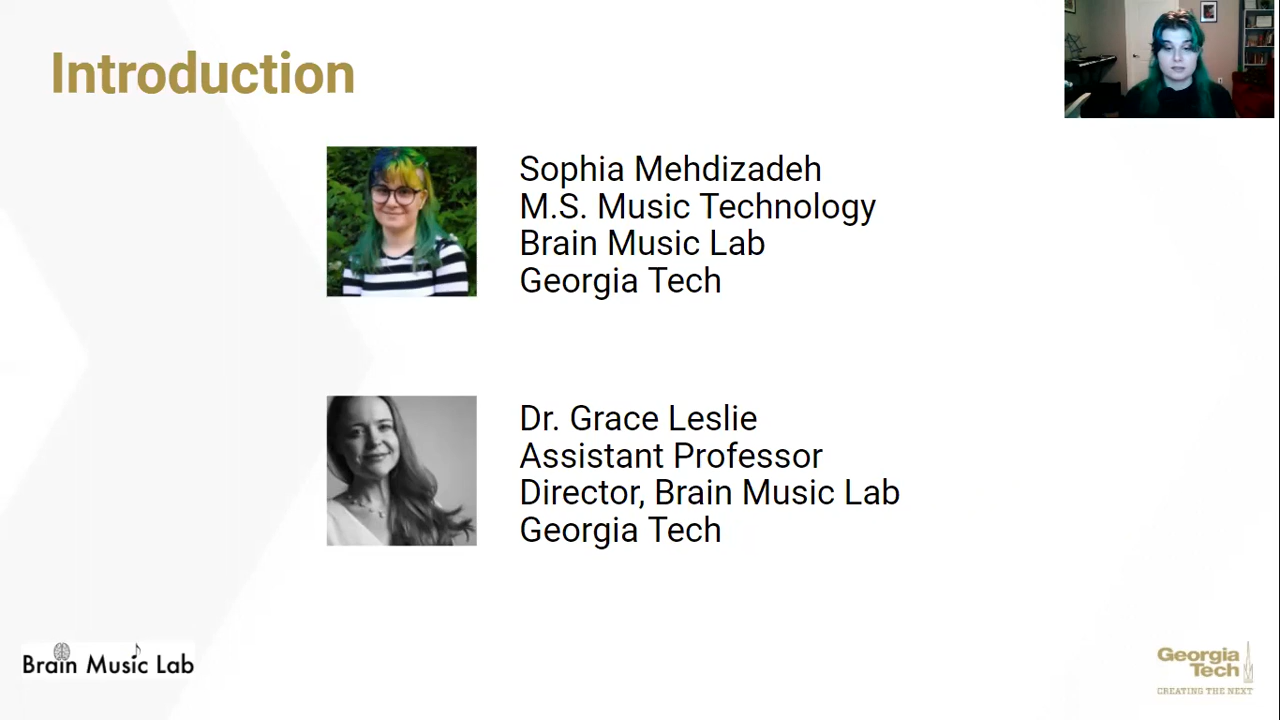 Introduction
Sophia Mehdizadeh
M.S. Music Technology
Brain Music Lab
Georgia Tech
Dr. Grace Leslie
Assistant Professor
Director, Brain Music Lab
Georgia Tech
Brain Music Lab
Georgia
Tech
CREATING THE NEXT